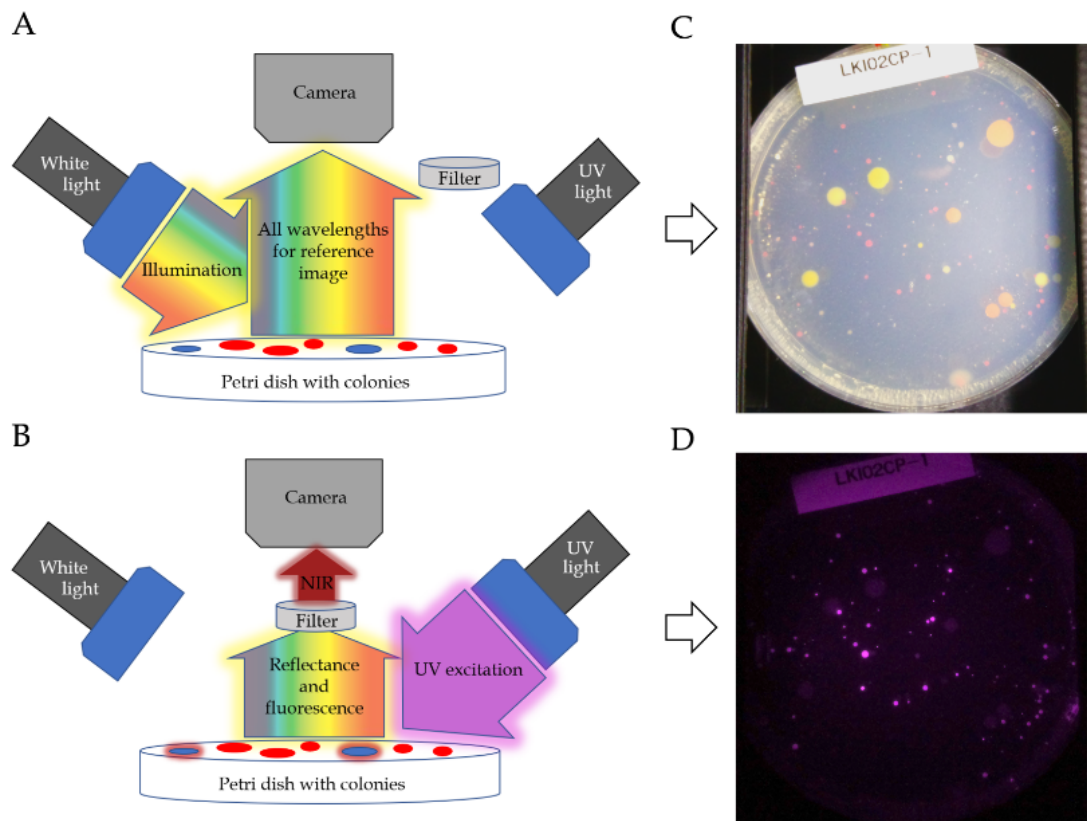 A
Camera
White
light
Filter
UV
light
All wavelengths
for reference
image
Illumination
Petri dish with colonies
C
LKI02CP-1
B
Camera
White
light
UV
light
NIR
Filter
Reflectance
and
fluorescence
UV excitation
Petri dish with colonies
D
LKI02CP-1